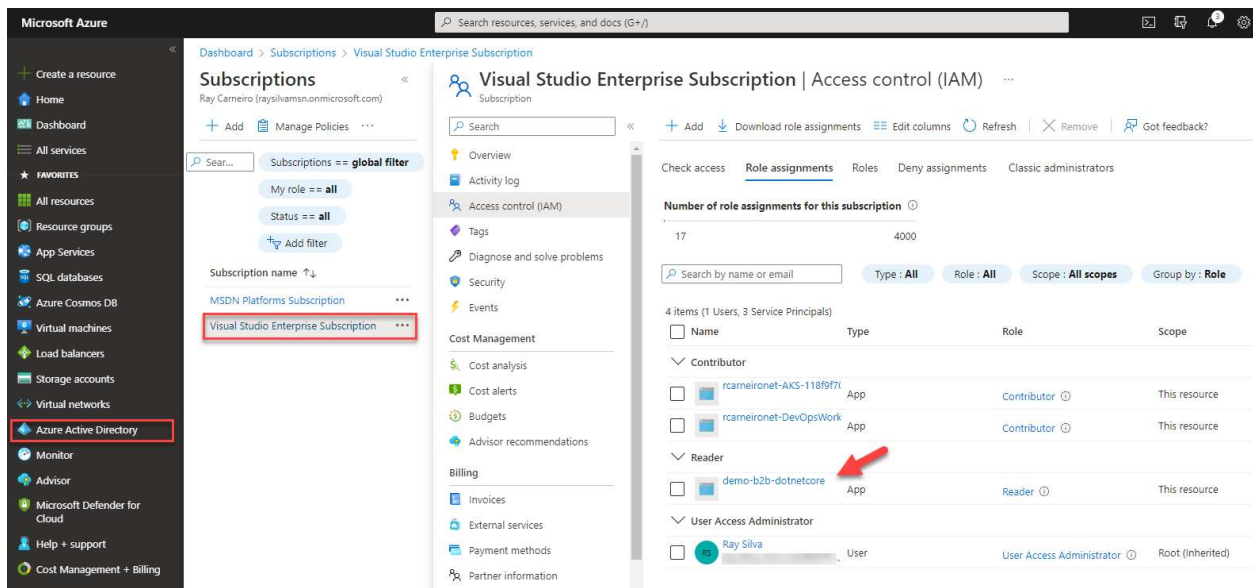 Microsoft Azure
Search resources, services, and docs (G+/)
3
«
Create a resource
Home
Dashboard
All services
FAVORITES
All resources
Resource groups
App Services
SQL databases
Azure Cosmos DB
Virtual machines
Load balancers
Storage accounts
Virtual networks
Azure Active Directory
Monitor
Advisor
Microsoft Defender for
Cloud
Help + support
Cost Management + Billing
Dashboard > Subscriptions > Visual Studio Enterprise Subscription
Subscriptions «
Ray Carneiro (raysilvamsn.onmicrosoft.com)
+ Add Manage Policies ···
Sear... Subscriptions == global filter
My role == all
Status == all
Add filter
Subscription name ↑↓
MSDN Platforms Subscription ···
Visual Studio Enterprise Subscription ···
Visual Studio Enterprise Subscription | Access control (IAM) ···
Subscription
Search «
Overview
Activity log
Access control (IAM)
Tags
Diagnose and solve problems
Security
Events
Cost Management
Cost analysis
Cost alerts
Budgets
Advisor recommendations
Billing
Invoices
External services
Payment methods
Partner information
+ Add Download role assignments Edit columns Refresh Remove Got feedback?
Check access Role assignments Roles Deny assignments Classic administrators
Number of role assignments for this subscription
17 4000
Search by name or email Type : All Role : All Scope : All scopes Group by : Role
4 items (1 Users, 3 Service Principals)
Name Type Role Scope
Contributor
rcarneironet-AKS-118f9f7( App Contributor This resource
rcarneironet-DevOpsWork App Contributor This resource
Reader
demo-b2b-dotnetcore App Reader This resource
User Access Administrator
RS Ray Silva User User Access Administrator Root (Inherited)